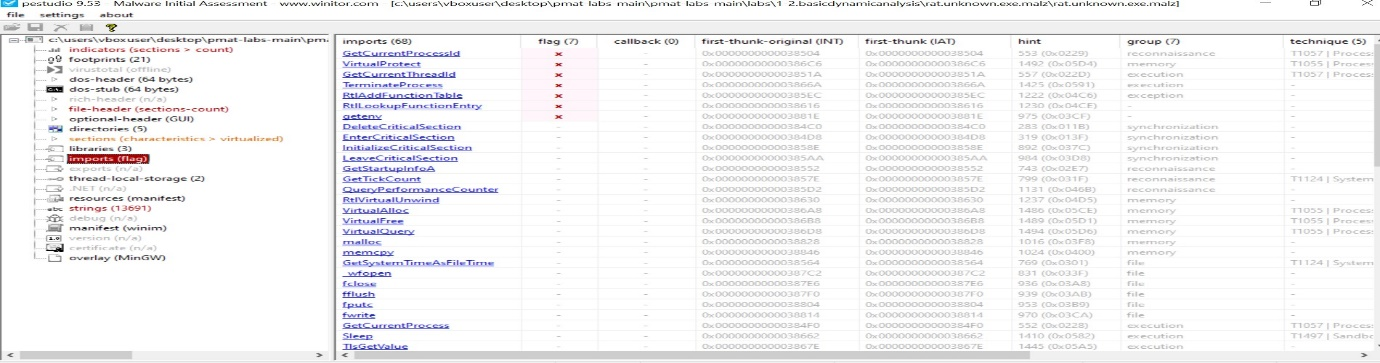 pestudio 9.53 - Malware Initial Assessment - www.winitor.com [c:\users\vboxuser\desktop\pmat-labs-main\pmat-labs-main\labs\1-2.basicdynamicanalysis\rat.unknown.exe.malz\rat.unknown.exe.malz]
file settings about
c:\users\vboxuser\desktop\pmat-labs-main\pma
indicators (sections > count)
footprints (21)
virustotal (offline)
dos-header (64 bytes)
dos-stub (64 bytes)
rich-header (n/a)
file-header (sections-count)
optional-header (GUI)
directories (5)
sections (characteristics > virtualized)
libraries (3)
imports (flag)
exports (n/a)
thread-local-storage (2)
.NET (n/a)
resources (manifest)
abc strings (13691)
debug (n/a)
manifest (winim)
1.0 version (n/a)
certificate (n/a)
overlay (MinGW)
imports (68) flag (7) callback (0) first-thunk-original (INT) first-thunk (IAT) hint group (7) technique (5)
GetCurrentProcessId x - 0x0000000000038504 0x0000000000038504 553 (0x0229) reconnaissance T1057 | Process
VirtualProtect x - 0x00000000000386C6 0x00000000000386C6 1492 (0x05D4) memory T1055 | Process
GetCurrentThreadId x - 0x000000000003851A 0x000000000003851A 557 (0x022D) execution T1057 | Process
TerminateProcess x - 0x000000000003866A 0x000000000003866A 1425 (0x0591) execution -
RtlAddFunctionTable x - 0x00000000000385EC 0x00000000000385EC 1222 (0x04C6) exception -
RtlLookupFunctionEntry x - 0x0000000000038616 0x0000000000038616 1230 (0x04CE) - -
getenv x - 0x000000000003881E 0x000000000003881E 975 (0x03CF) - -
DeleteCriticalSection - - 0x00000000000384C0 0x00000000000384C0 283 (0x011B) synchronization -
EnterCriticalSection - - 0x00000000000384D8 0x00000000000384D8 319 (0x013F) synchronization -
InitializeCriticalSection - - 0x000000000003858E 0x000000000003858E 892 (0x037C) synchronization -
LeaveCriticalSection - - 0x00000000000385AA 0x00000000000385AA 984 (0x03D8) synchronization -
GetStartupInfoA - - 0x0000000000038552 0x0000000000038552 743 (0x02E7) reconnaissance -
GetTickCount - - 0x000000000003857E 0x000000000003857E 799 (0x031F) reconnaissance T1124 | System
QueryPerformanceCounter - - 0x00000000000385D2 0x00000000000385D2 1131 (0x046B) reconnaissance -
RtlVirtualUnwind - - 0x0000000000038630 0x0000000000038630 1237 (0x04D5) memory -
VirtualAlloc - - 0x00000000000386A8 0x00000000000386A8 1486 (0x05CE) memory T1055 | Process
VirtualFree - - 0x00000000000386B8 0x00000000000386B8 1489 (0x05D1) memory T1055 | Process
VirtualQuery - - 0x00000000000386D8 0x00000000000386D8 1494 (0x05D6) memory T1055 | Process
malloc - - 0x0000000000038828 0x0000000000038828 1016 (0x03F8) memory -
memcpy - - 0x0000000000038846 0x0000000000038846 1024 (0x0400) memory -
GetSystemTimeAsFileTime - - 0x0000000000038564 0x0000000000038564 769 (0x0301) file T1124 | System
_wfopen - - 0x00000000000387C2 0x00000000000387C2 831 (0x033F) file -
fclose - - 0x00000000000387E6 0x00000000000387E6 936 (0x03A8) file -
fflush - - 0x00000000000387F0 0x00000000000387F0 939 (0x03AB) file -
fputc - - 0x0000000000038804 0x0000000000038804 953 (0x03B9) file -
fwrite - - 0x0000000000038814 0x0000000000038814 970 (0x03CA) file -
GetCurrentProcess - - 0x00000000000384F0 0x00000000000384F0 552 (0x0228) execution T1057 | Process
Sleep - - 0x0000000000038662 0x0000000000038662 1410 (0x0582) execution T1497 | Sandbo
TlsGetValue - - 0x000000000003867E 0x000000000003867E 1445 (0x05A5) execution -